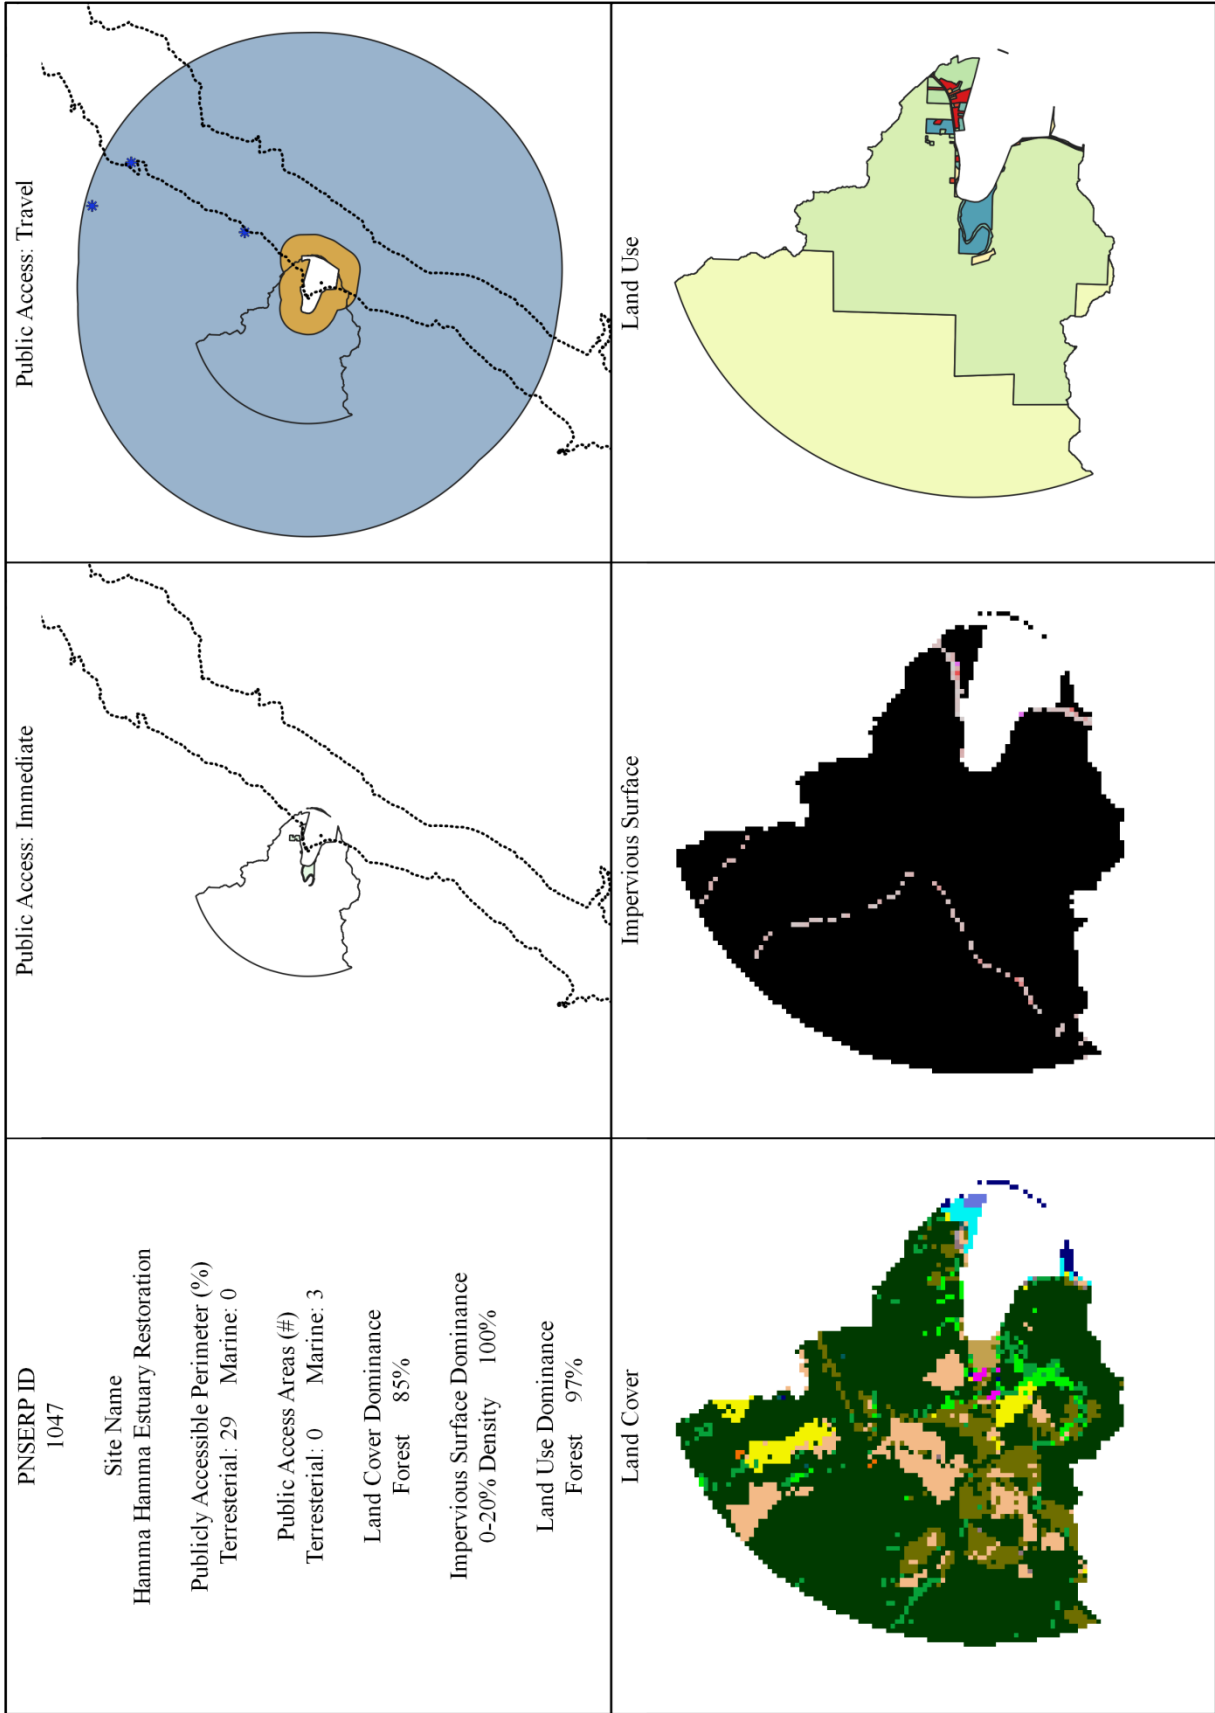 PNSERP ID
1047
Site Name
Hamma Hamma Estuary Restoration
Publicly Accessible Perimeter (%)
Terresterial: 29 Marine: 0
Public Access Areas (#)
Terresterial: 0 Marine: 3
Land Cover Dominance
Forest 85%
Impervious Surface Dominance
0-20% Density 100%
Land Use Dominance
Forest 97%
Public Access: Immediate
Public Access: Travel
Land Cover
Impervious Surface
Land Use